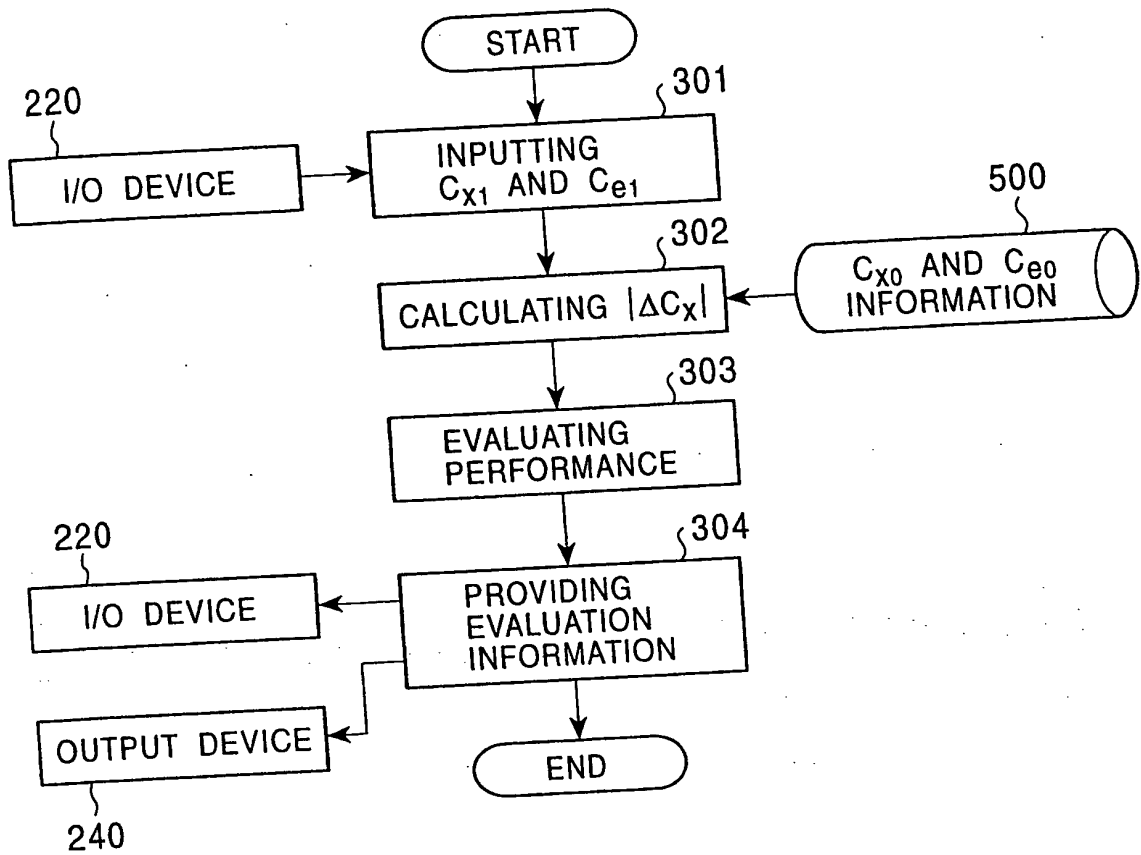 START
301
220
INPUTTING
Cx1 AND Ce1
I/O DEVICE
500
302
Cx0 AND Ce0
INFORMATION
CALCULATING |ΔCx|
303
EVALUATING
PERFORMANCE
304
220
PROVIDING
EVALUATION
INFORMATION
I/O DEVICE
OUTPUT DEVICE
END
240